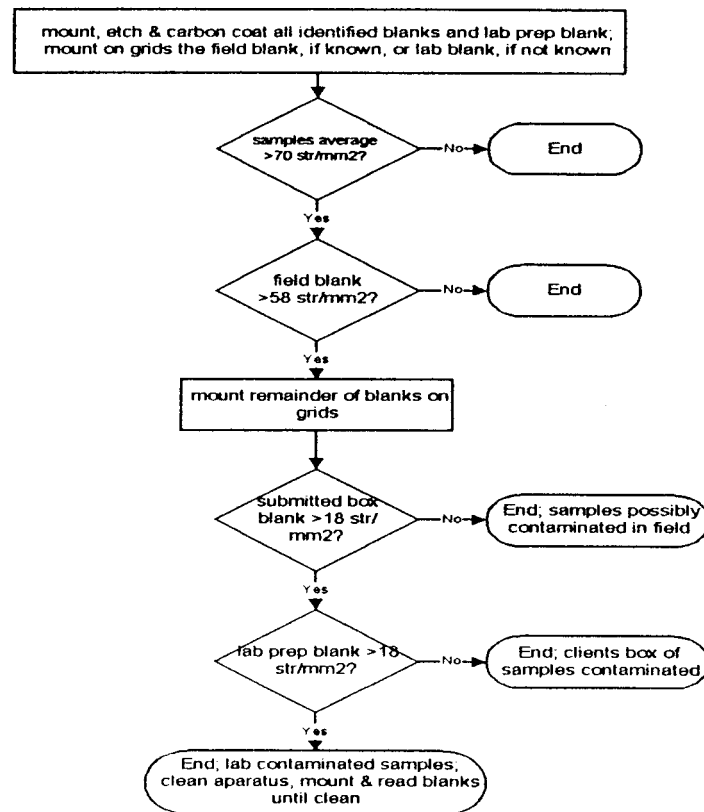 mount, etch & carbon coat all identified blanks and lab prep blank;
mount on grids the field blank, if known, or lab blank, if not known
samples average
>70 str/mm2?
No
End
Yes
field blank
>58 str/mm2?
No
End
Yes
mount remainder of blanks on
grids
submitted box
blank >18 str/
mm2?
No
End; samples possibly
contaminated in field
Yes
lab prep blank >18
str/mm2?
No
End; clients box of
samples contaminated
Yes
End; lab contaminated samples;
clean apparatus, mount & read blanks
until clean